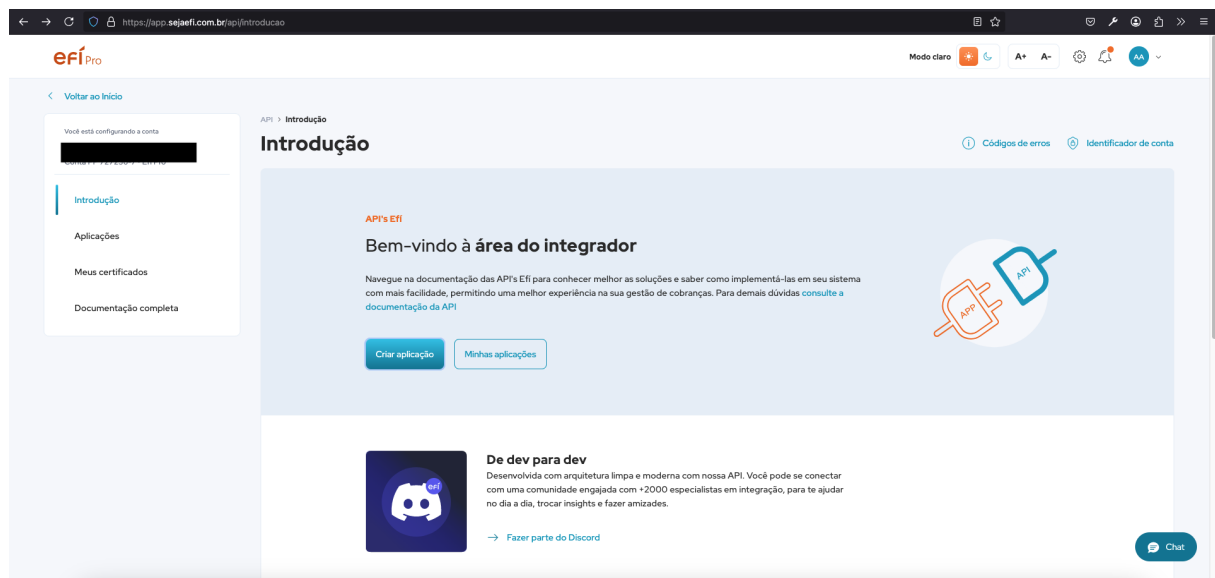 https://app.sejaefi.com.br/api/introducao
efí Pro
Modo claro
A+ A-
AA
Voltar ao Início
Você está configurando a conta
Introdução
Aplicações
Meus certificados
Documentação completa
API > Introdução
Introdução
Códigos de erros
Identificador de conta
API's Efí
Bem-vindo à área do integrador
Navegue na documentação das API's Efí para conhecer melhor as soluções e saber como implementá-las em seu sistema
com mais facilidade, permitindo uma melhor experiência na sua gestão de cobranças. Para demais dúvidas consulte a
documentação da API
Criar aplicação
Minhas aplicações
API
APP
efí
De dev para dev
Desenvolvida com arquitetura limpa e moderna com nossa API. Você pode se conectar
com uma comunidade engajada com +2000 especialistas em integração, para te ajudar
no dia a dia, trocar insights e fazer amizades.
Fazer parte do Discord
Chat